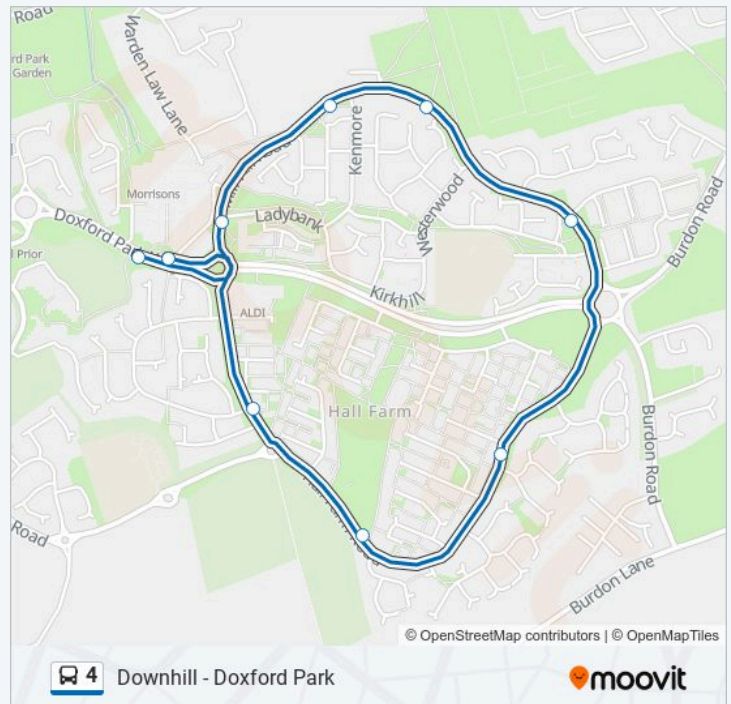 Road
Warden Law Lane
rd Park
Garden
Kenmore
Morrisons
Ladybank
Westerwood
Burdon Road
Doxford Park
l Prior
Kirkhill
ALDI
Hall Farm
Burdon Road
Road
Burdon Lane
© OpenStreetMap contributors | © OpenMapTiles
4 Downhill - Doxford Park
moovit